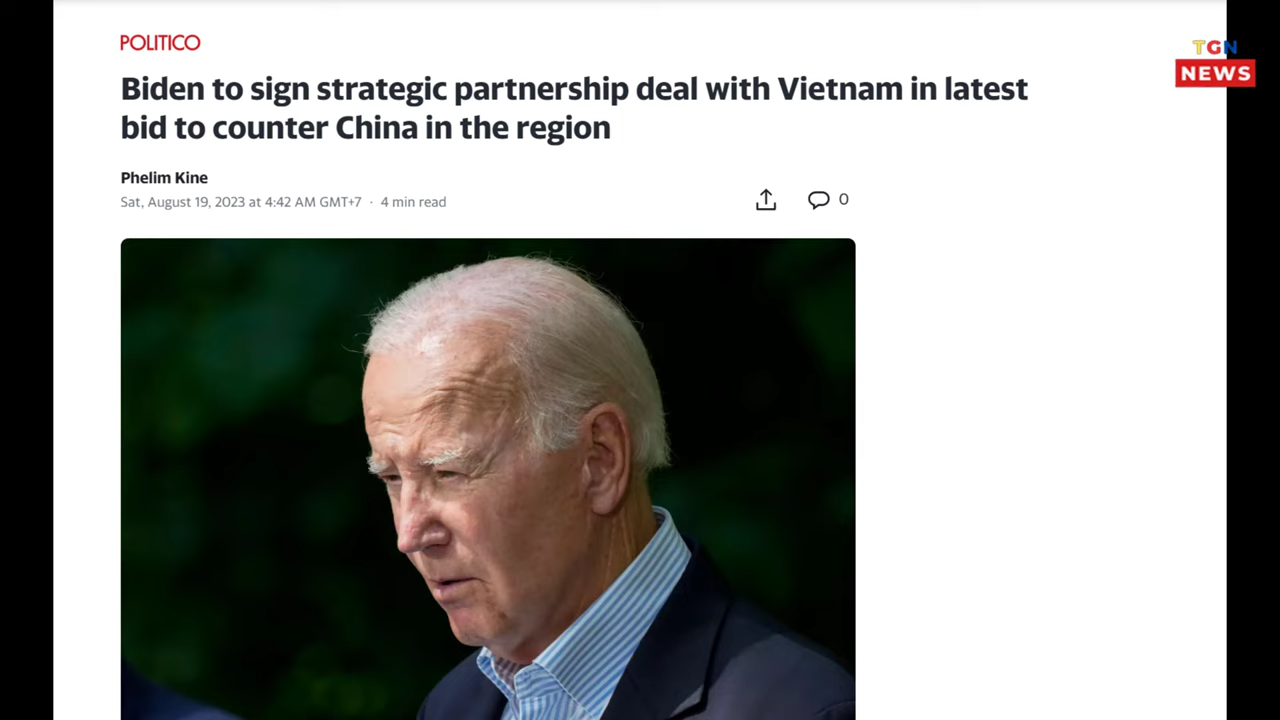 POLITICO
TGN
NEWS
Biden to sign strategic partnership deal with Vietnam in latest
bid to counter China in the region
Phelim Kine
Sat, August 19, 2023 at 4:42 AM GMT+7 · 4 min read
0